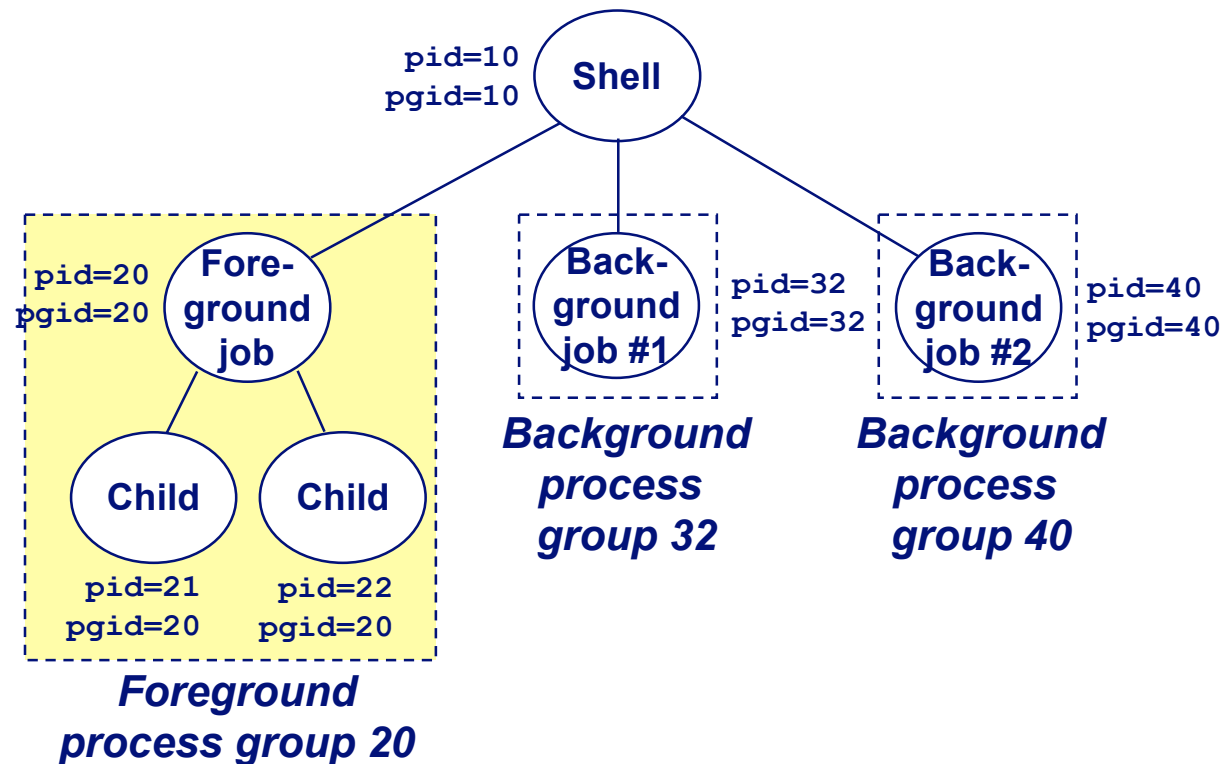 pid=10
pgid=10
Shell
pid=20
pgid=20
Fore-
ground
job
Back-
ground
job #1
pid=32
pgid=32
Back-
ground
job #2
pid=40
pgid=40
Child
Child
pid=21
pgid=20
pid=22
pgid=20
Background
process
group 32
Background
process
group 40
Foreground
process group 20